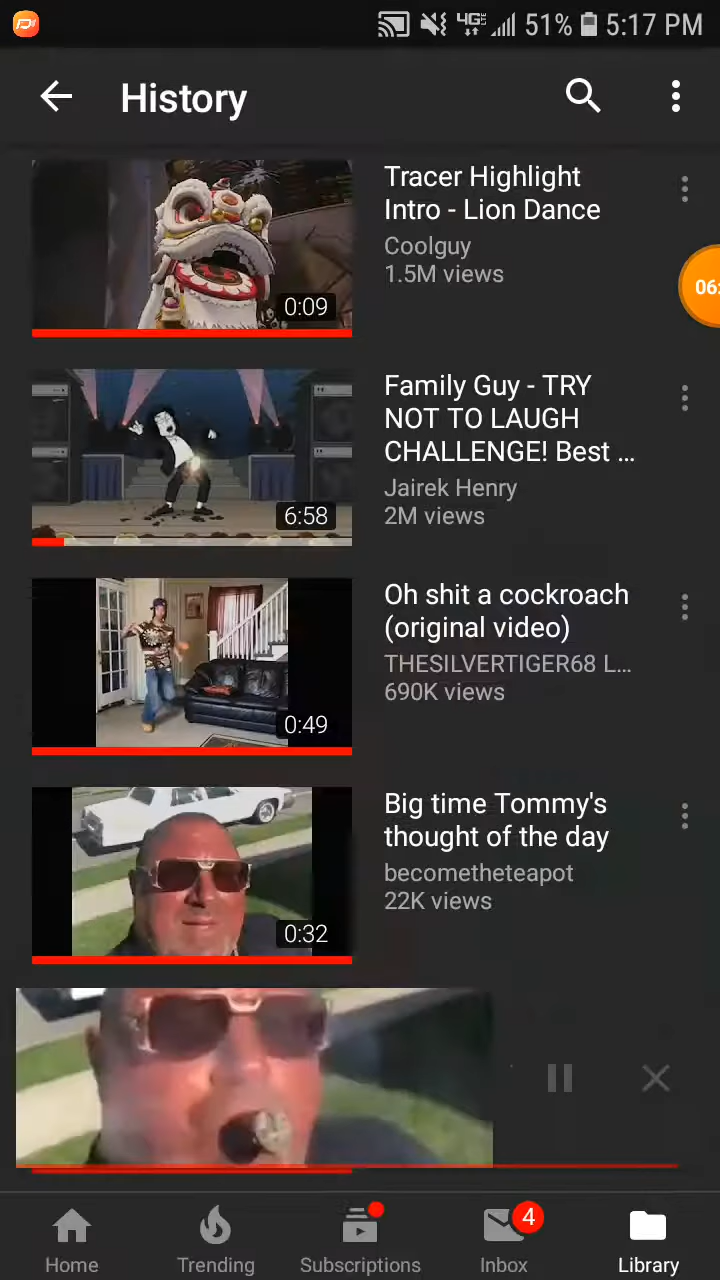 4G LTE 51% 5:17 PM
History
Tracer Highlight
Intro - Lion Dance
Coolguy
1.5M views
0:09
06:
Family Guy - TRY
NOT TO LAUGH
CHALLENGE! Best ...
Jairek Henry
2M views
6:58
Oh shit a cockroach
(original video)
THESILVERTIGER68 L...
690K views
0:49
Big time Tommy's
thought of the day
becometheteapot
22K views
0:32
4
Home Trending Subscriptions Inbox Library